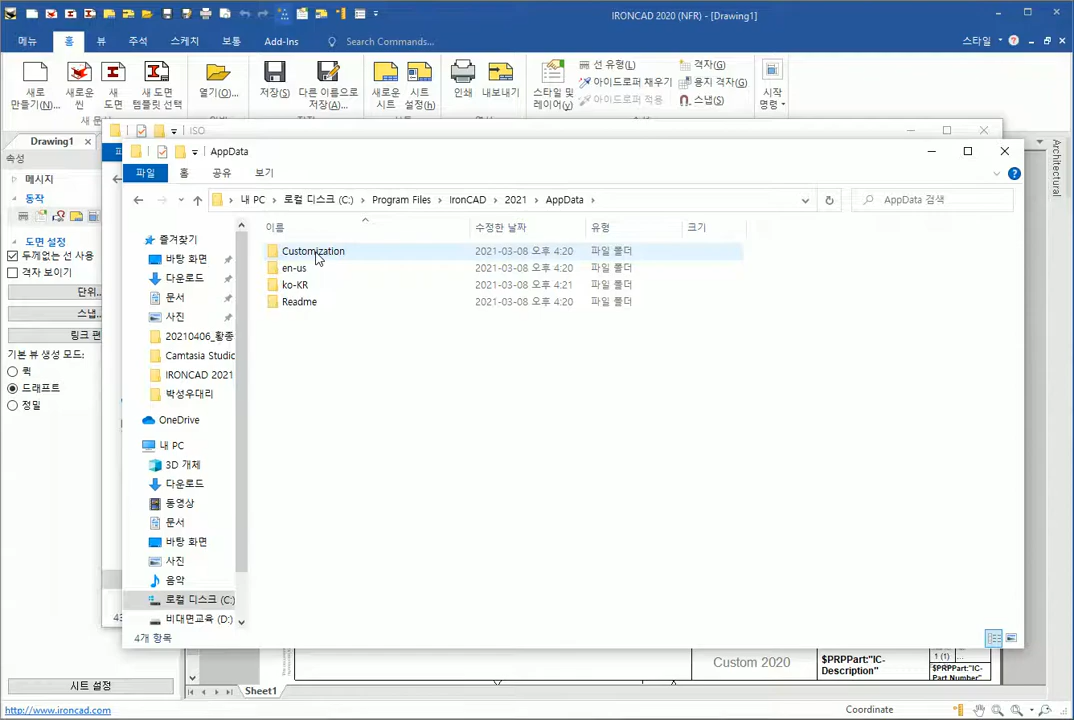 IRONCAD 2020 (NFR) - [Drawing1]
메뉴 홈 뷰 주석 스케치 보통 Add-Ins Search Commands... 스타일
새로 만들기(N)...
새로운 씬
새 도면
새 도면 템플릿 선택
열기(O)...
저장(S)
다른 이름으로 저장(A)...
새로운 시트
시트 설정(h)
인쇄
내보내기
스타일 및 레이어(y)
선 유형(L)
아이드로퍼 채우기
아이드로퍼 적용
격자(G)
용지 격자(G)
스냅(S)
시작 명령
새 문
저장
ISO
Drawing1
속성
메시지
동작
도면 설정
두께없는 선 사용
격자 보이기
단위..
스냅..
링크 편
기본 뷰 생성 모드:
퀵
드래프트
정밀
시트 설정
AppData
파일 홈 공유 보기
내 PC > 로컬 디스크 (C:) > Program Files > IronCAD > 2021 > AppData >
AppData 검색
이름 수정한 날짜 유형 크기
Customization 2021-03-08 오후 4:20 파일 폴더
en-us 2021-03-08 오후 4:20 파일 폴더
ko-KR 2021-03-08 오후 4:21 파일 폴더
Readme 2021-03-08 오후 4:20 파일 폴더
즐겨찾기
바탕 화면
다운로드
문서
사진
20210406_황종
Camtasia Studio
IRONCAD 2021
박성우대리
OneDrive
내 PC
3D 개체
다운로드
동영상
문서
바탕 화면
사진
음악
로컬 디스크 (C:)
비대면교육 (D:)
4개 항목
43
Architectural
Custom 2020
$PRPPart:"IC-Description"
1 (1) ...
$PRPPart:"IC-Part Number"
Sheet1
http://www.ironcad.com
Coordinate